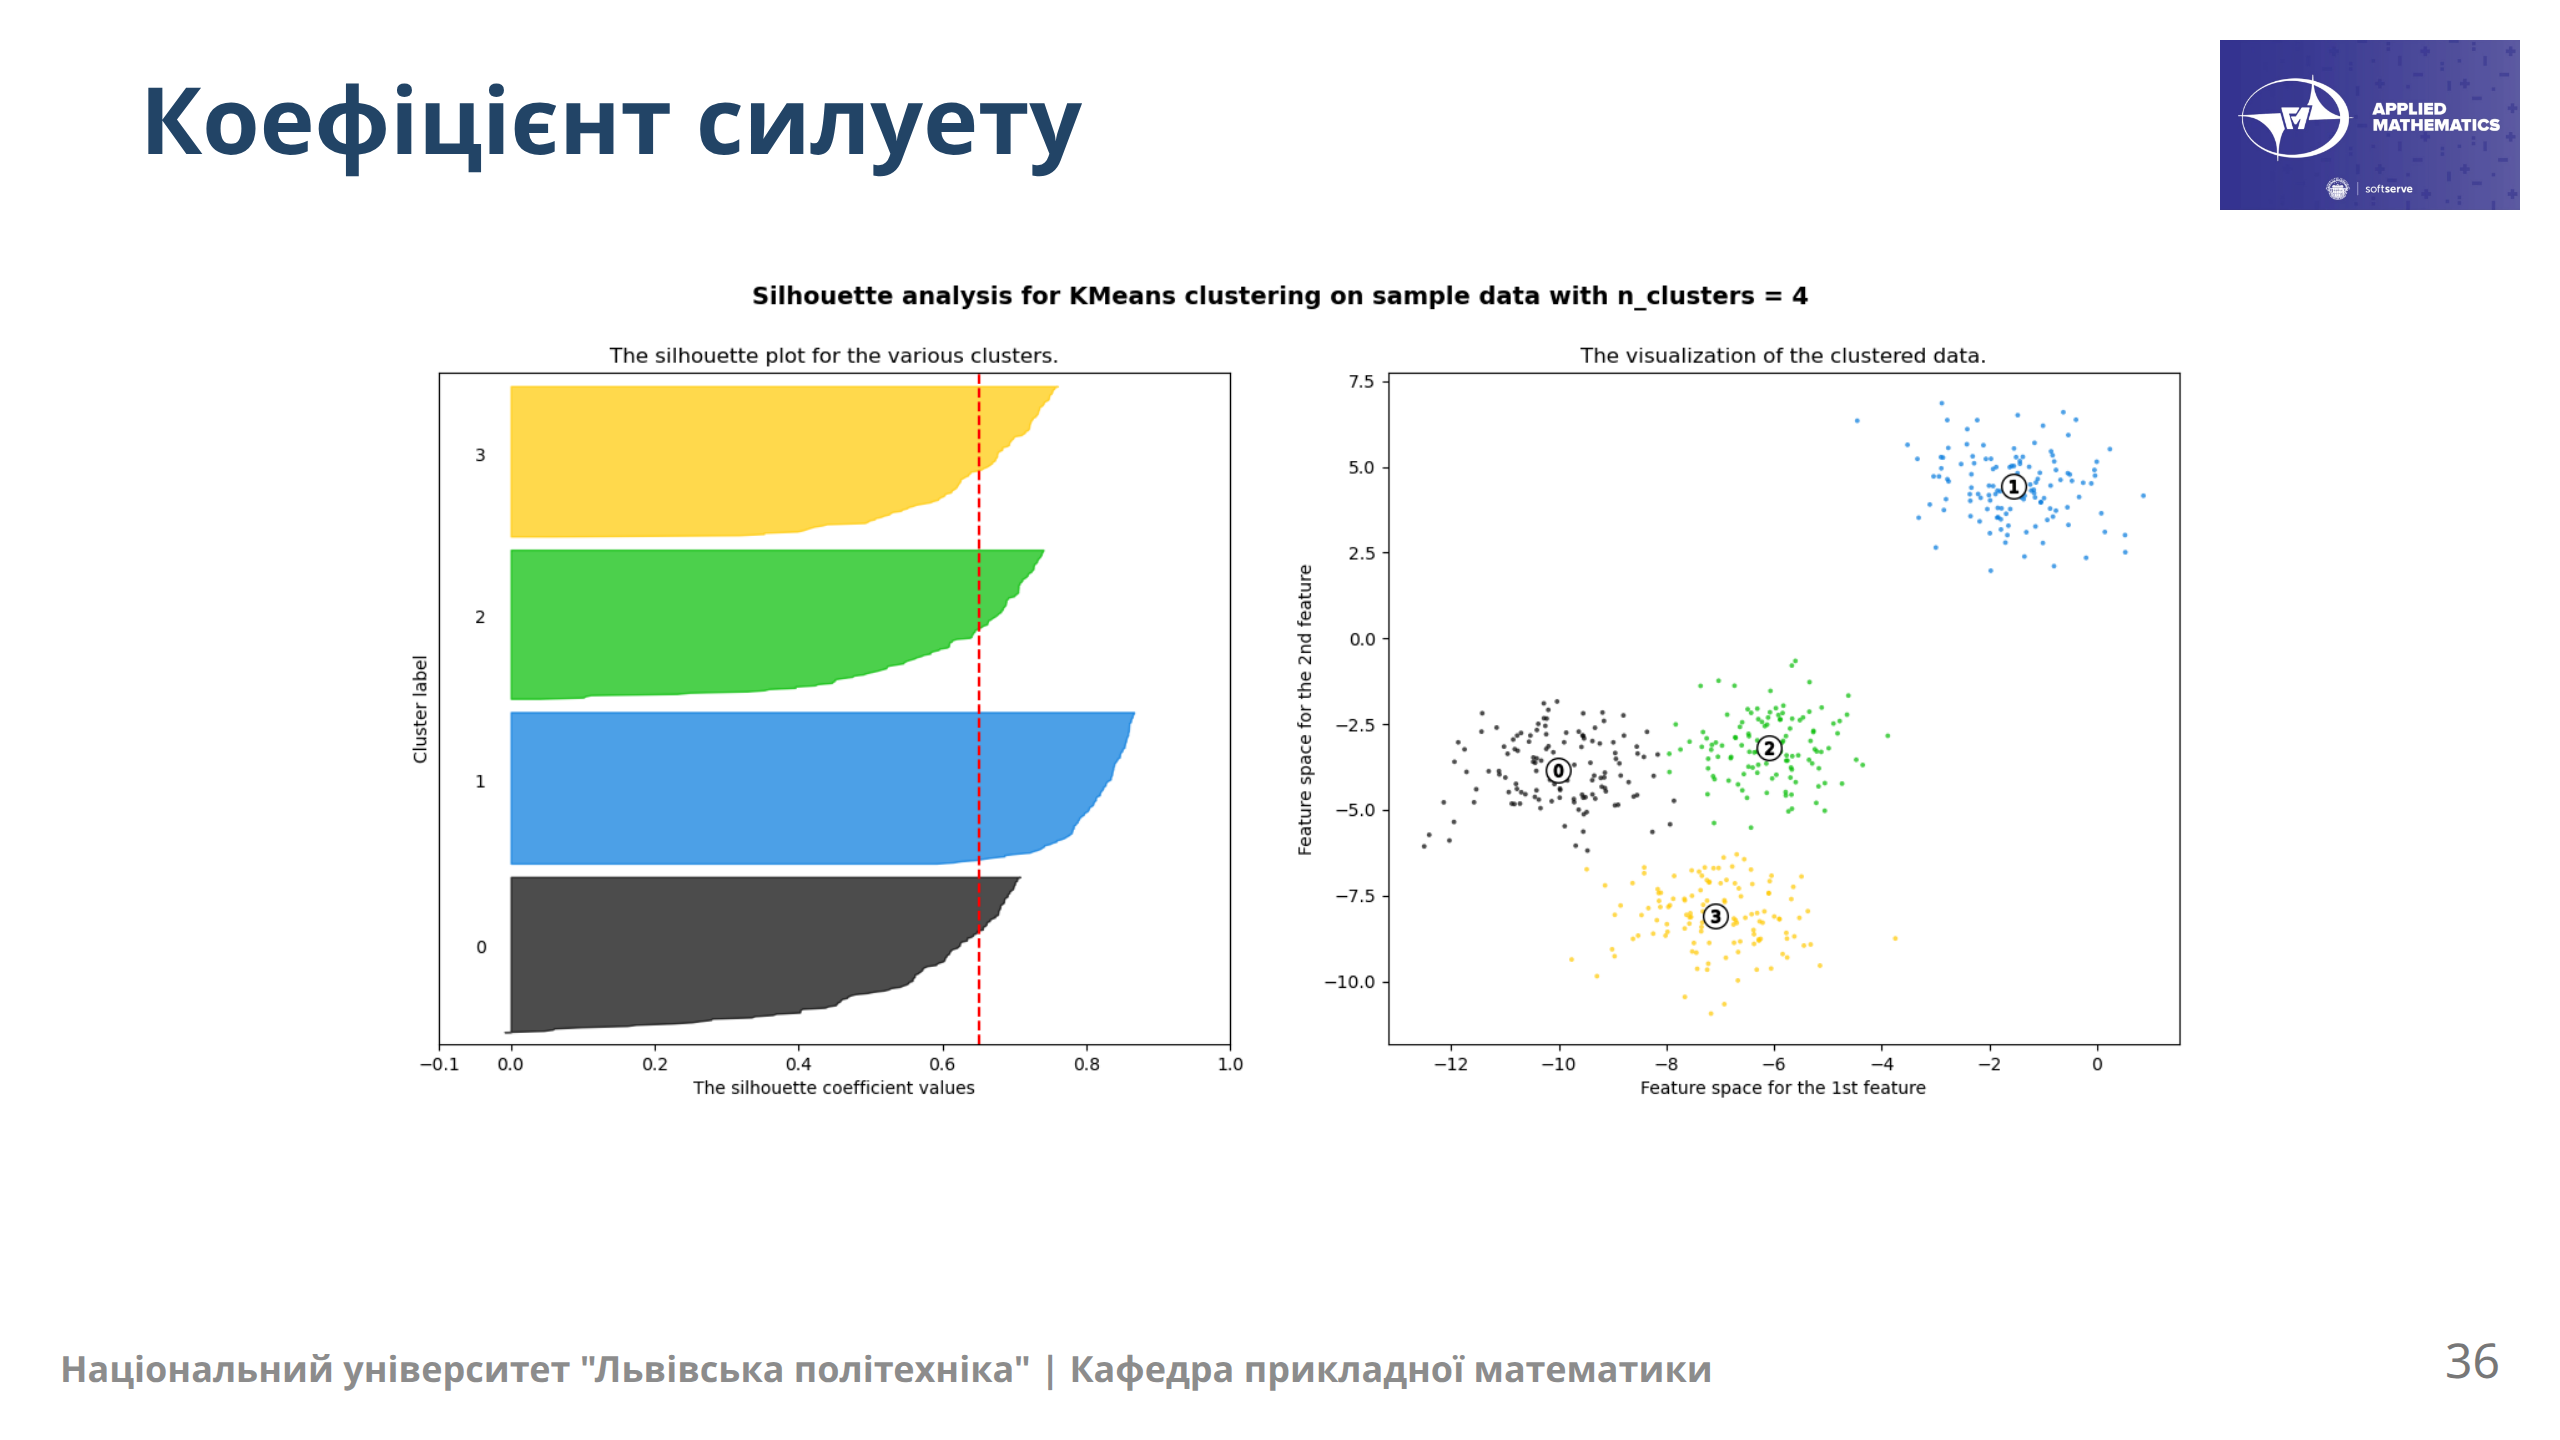 Коефіцієнт силуету
APPLIED
MATHEMATICS
softserve
Silhouette analysis for KMeans clustering on sample data with n_clusters = 4
The silhouette plot for the various clusters.
3
2
1
0
Cluster label
−0.1 0.0 0.2 0.4 0.6 0.8 1.0
The silhouette coefficient values
The visualization of the clustered data.
7.5
5.0
2.5
0.0
−2.5
−5.0
−7.5
−10.0
Feature space for the 2nd feature
1
2
0
3
−12 −10 −8 −6 −4 −2 0
Feature space for the 1st feature
Національний університет "Львівська політехніка" | Кафедра прикладної математики
36